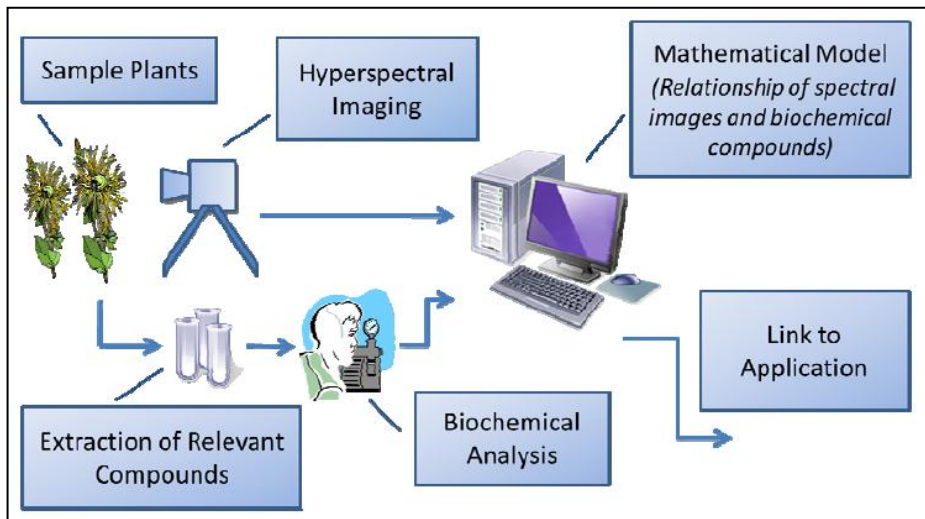 Sample Plants
Hyperspectral
Imaging
Mathematical Model
(Relationship of spectral
images and biochemical
compounds)
Link to
Application
Extraction of Relevant
Compounds
Biochemical
Analysis